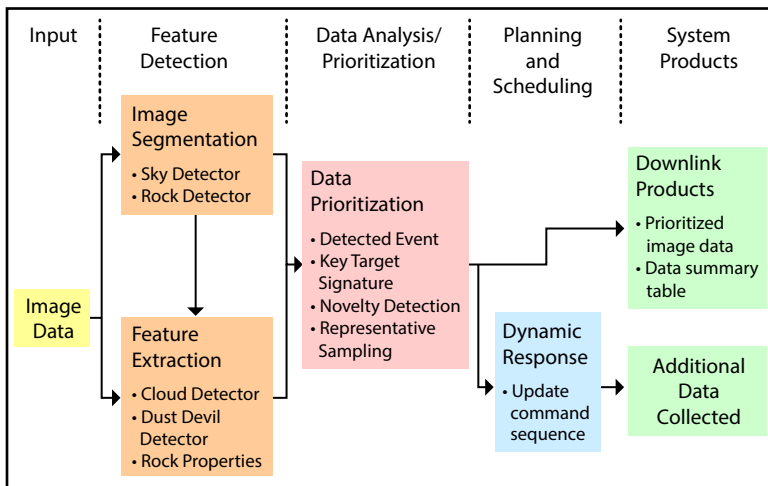 Input
Feature
Detection
Data Analysis/
Prioritization
Planning
and
Scheduling
System
Products
Image
Segmentation
• Sky Detector
• Rock Detector
Image
Data
Feature
Extraction
• Cloud Detector
• Dust Devil
Detector
• Rock Properties
Data
Prioritization
• Detected Event
• Key Target
Signature
• Novelty Detection
• Representative
Sampling
Dynamic
Response
• Update
command
sequence
Downlink
Products
• Prioritized
image data
• Data summary
table
Additional
Data
Collected